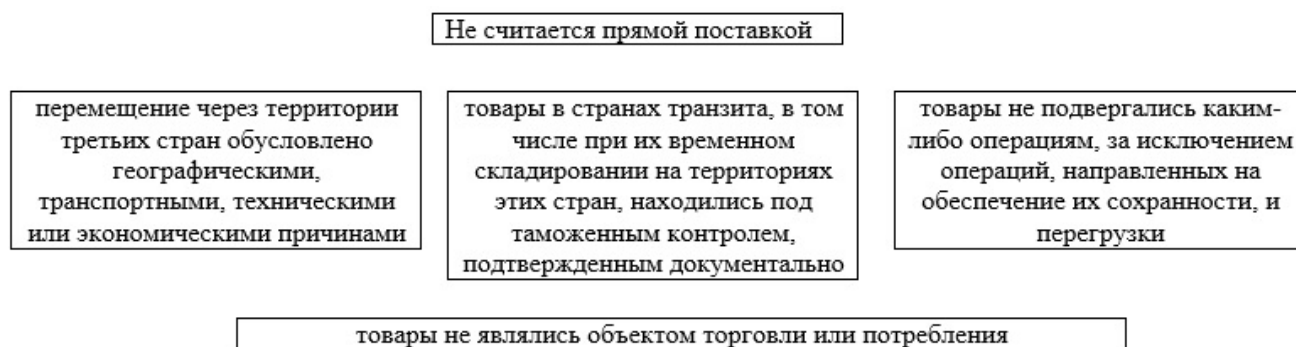 Не считается прямой поставкой
перемещение через территории
третьих стран обусловлено
географическими,
транспортными, техническими
или экономическими причинами
товары в странах транзита, в том
числе при их временном
складировании на территориях
этих стран, находились под
таможенным контролем,
подтвержденным документально
товары не подвергались каким-
либо операциям, за исключением
операций, направленных на
обеспечение их сохранности, и
перегрузки
товары не являлись объектом торговли или потребления